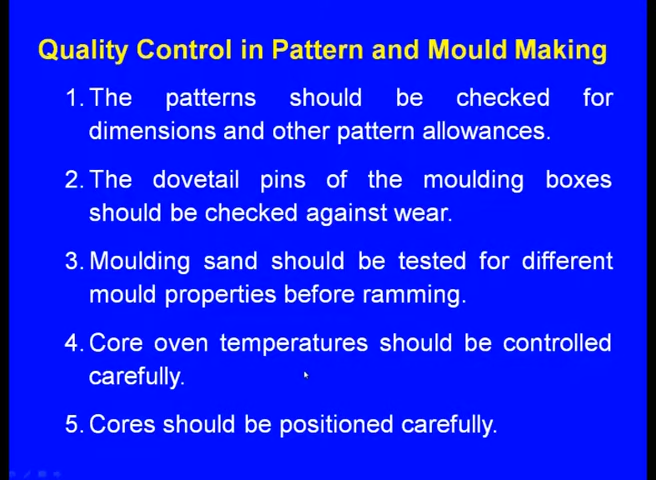 Quality Control in Pattern and Mould Making
1. The patterns should be checked for
dimensions and other pattern allowances.
2. The dovetail pins of the moulding boxes
should be checked against wear.
3. Moulding sand should be tested for different
mould properties before ramming.
4. Core oven temperatures should be controlled
carefully.
5. Cores should be positioned carefully.